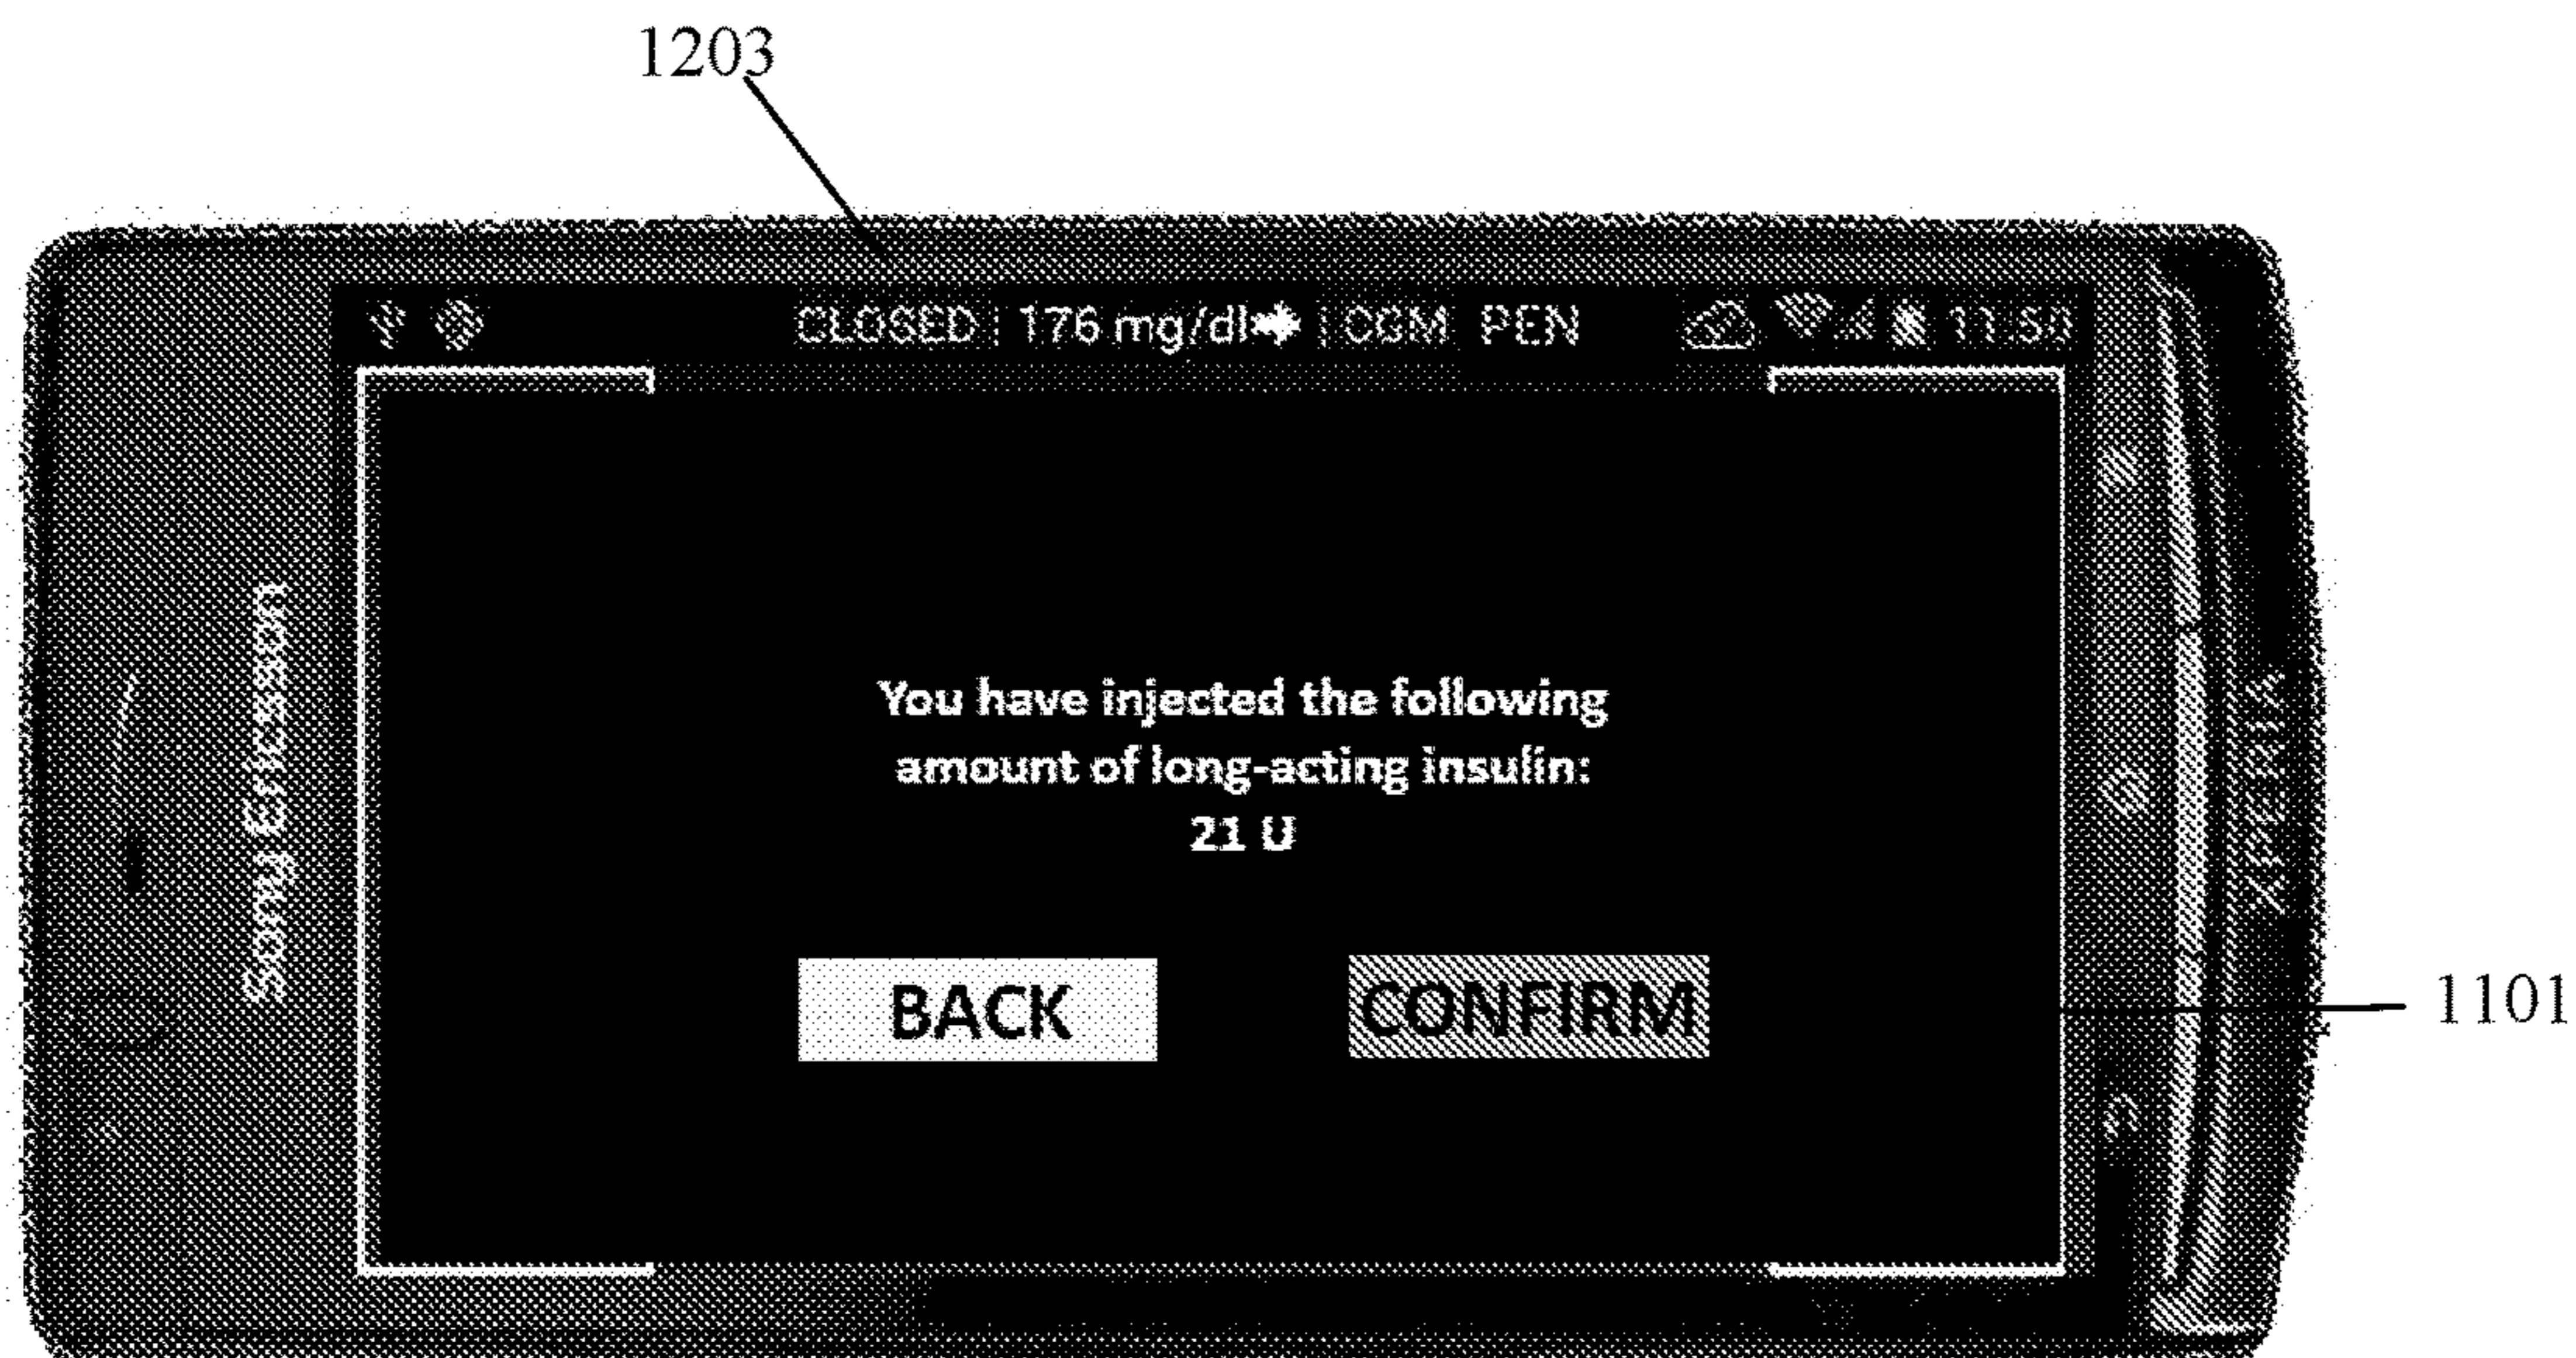 1203
CLOSED | 176 mg/dl | CGM PEN
Sony Ericsson
You have injected the following
amount of long-acting insulin:
21 U
BACK CONFIRM
XPERIA
1101